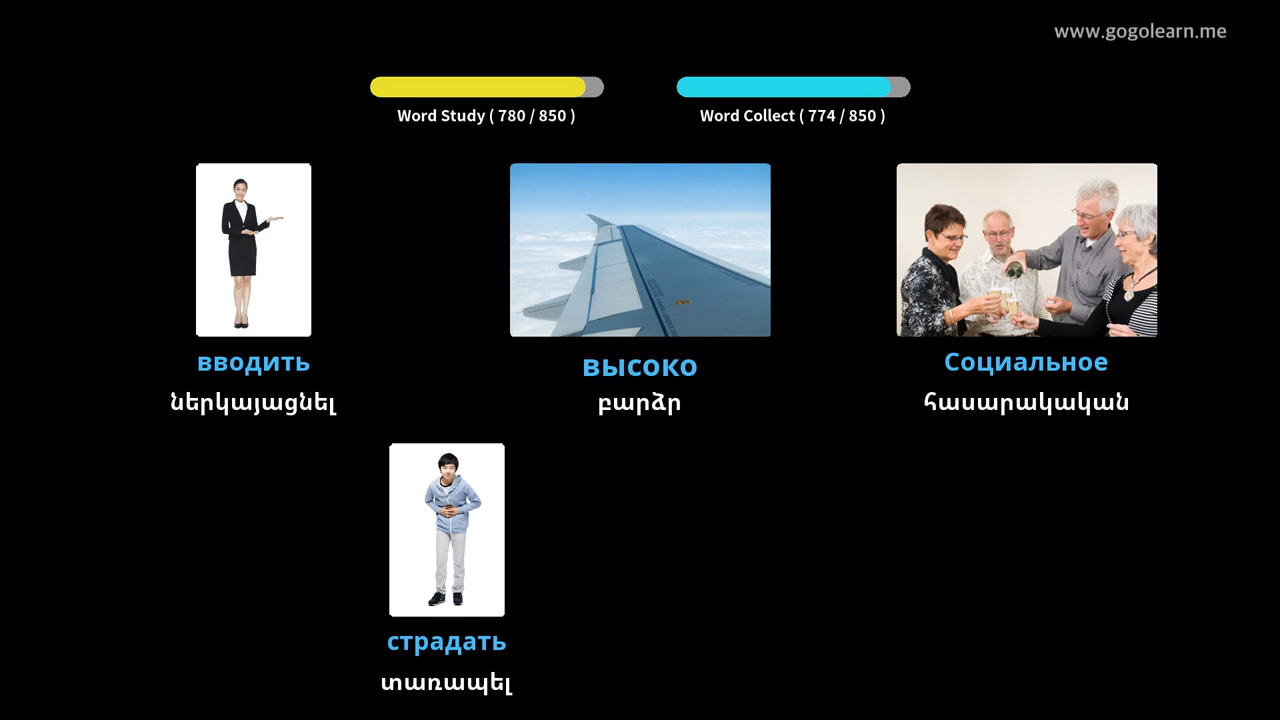 www.gogolearn.me
Word Study ( 780 / 850 )
Word Collect ( 774 / 850 )
вводить
высоко
Социальное
ներկայացնել
բարձր
հասարակական
страдать
տառապել